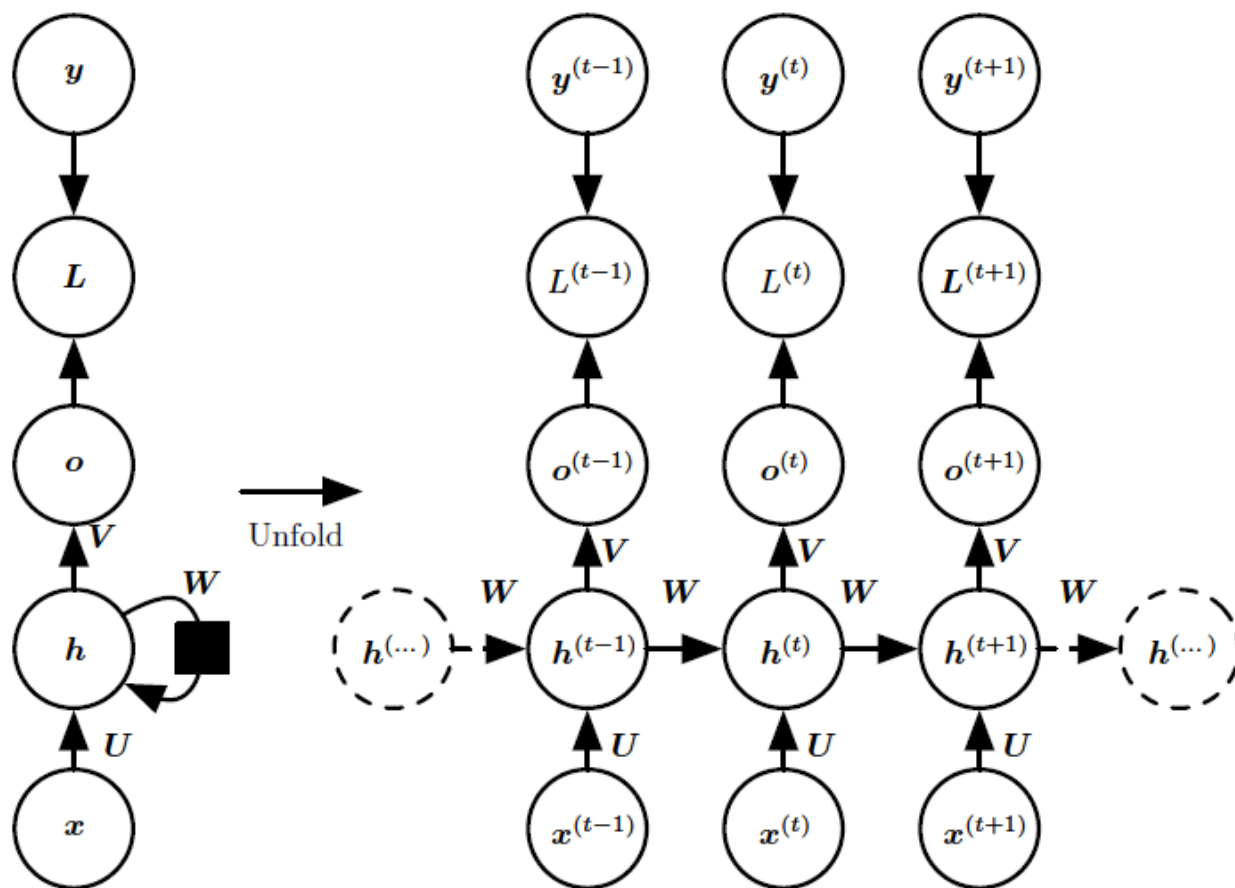 y y^(t−1) y^(t) y^(t+1)
L L^(t−1) L^(t) L^(t+1)
o o^(t−1) o^(t) o^(t+1)
Unfold
V V V V
W W W W W
h h^(...) h^(t−1) h^(t) h^(t+1) h^(...)
U U U U
x x^(t−1) x^(t) x^(t+1)